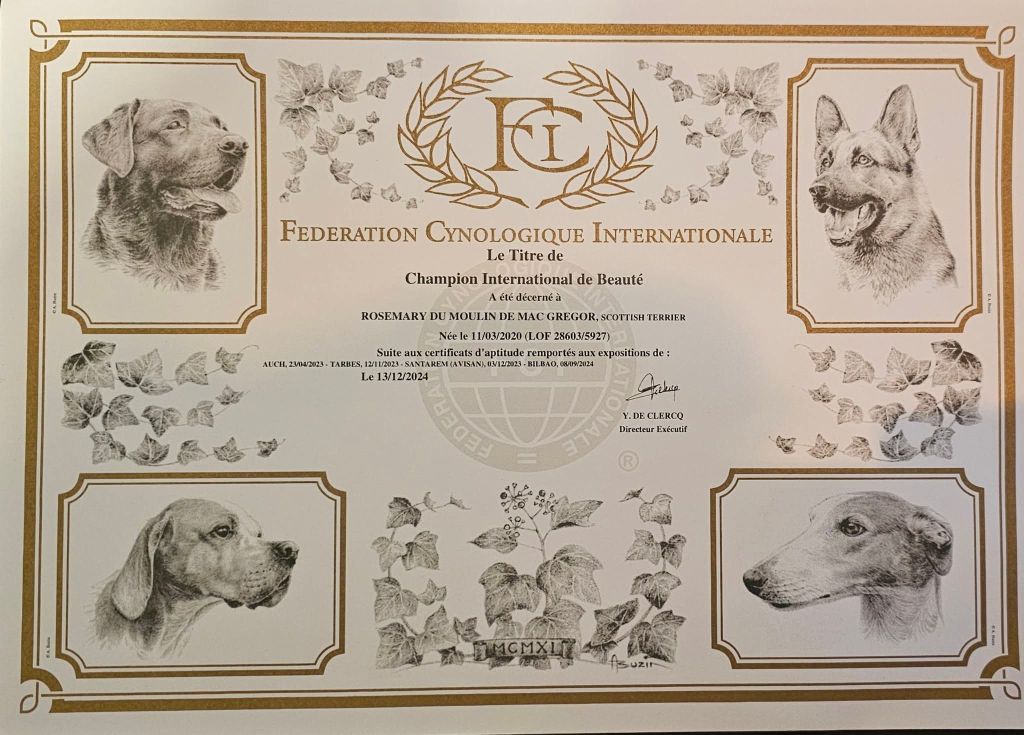 FCI
FEDERATION CYNOLOGIQUE INTERNATIONALE
Le Titre de
Champion International de Beauté
A été décerné à
ROSEMARY DU MOULIN DE MAC GREGOR, SCOTTISH TERRIER
Née le 11/03/2020 (LOF 28603/5927)
Suite aux certificats d'aptitude remportés aux expositions de :
AUCH, 23/04/2023 - TARBES, 12/11/2023 - SANTAREM (AVISAN), 03/12/2023 - BILBAO, 08/09/2024
Le 13/12/2024
Y. DE CLERCQ
Directeur Exécutif
®
MCMXI